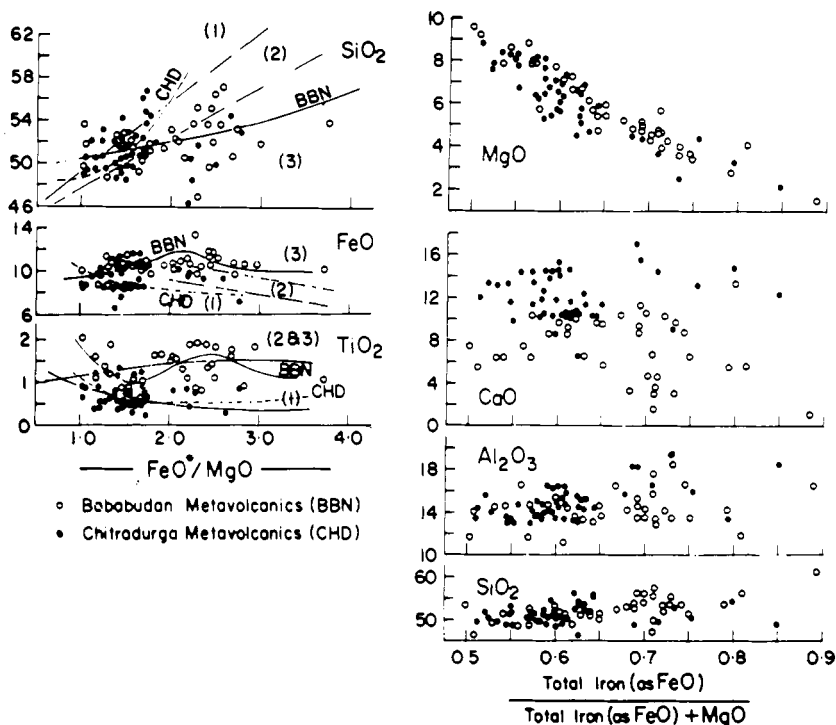 (1)
62
SiO2
(2)
58
CHD
BBN
54
50
(3)
46
14
FeO
BBN
(3)
10
(2)
CHD
(1)
6
TiO2
(2&3)
2
BBN
1
CHD
(1)
0
1.0 2.0 3.0 4.0
FeO*/MgO
○ Bababudan Metavolcanics (BBN)
• Chitradurga Metavolcanics (CHD)
10
8
6
4
MgO
2
16
12
8
4
CaO
0
Al2O3
18
14
10
SiO2
60
50
0.5 0.6 0.7 0.8 0.9
Total Iron (as FeO)
Total Iron (as FeO) + MgO